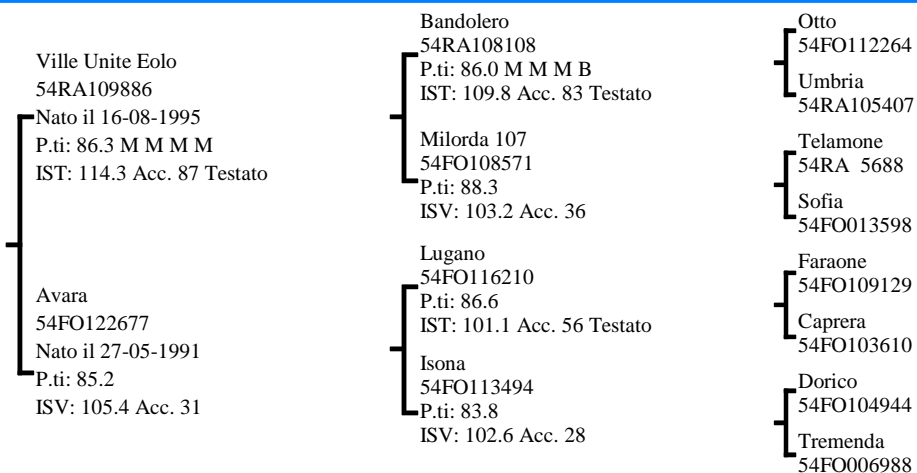 Ville Unite Eolo
54RA109886
Nato il 16-08-1995
P.ti: 86.3 M M M M
IST: 114.3 Acc. 87 Testato
Avara
54FO122677
Nato il 27-05-1991
P.ti: 85.2
ISV: 105.4 Acc. 31
Bandolero
54RA108108
P.ti: 86.0 M M M B
IST: 109.8 Acc. 83 Testato
Milorda 107
54FO108571
P.ti: 88.3
ISV: 103.2 Acc. 36
Lugano
54FO116210
P.ti: 86.6
IST: 101.1 Acc. 56 Testato
Isona
54FO113494
P.ti: 83.8
ISV: 102.6 Acc. 28
Otto
54FO112264
Umbria
54RA105407
Telamone
54RA 5688
Sofia
54FO013598
Faraone
54FO109129
Caprera
54FO103610
Dorico
54FO104944
Tremenda
54FO006988